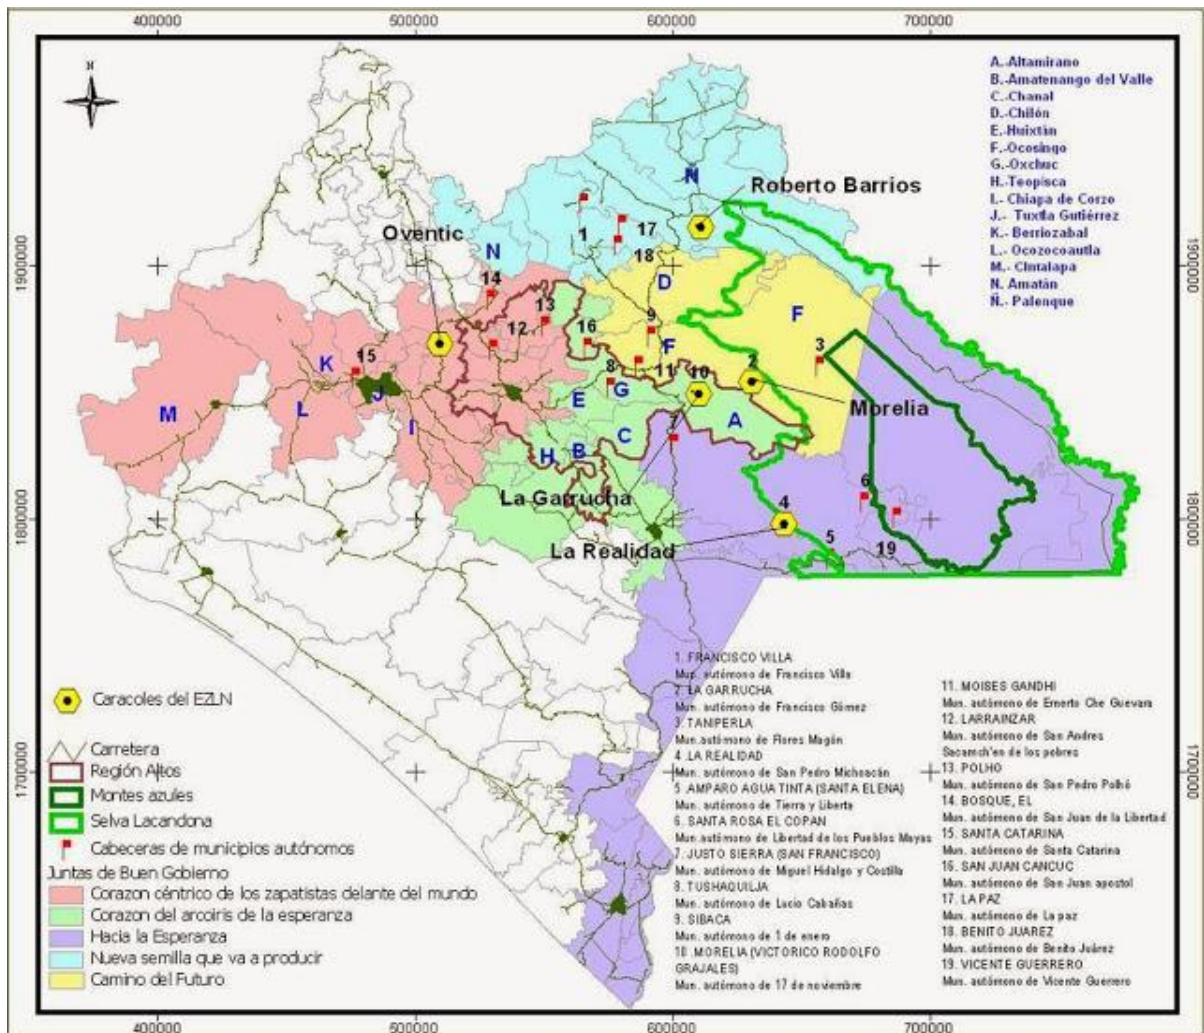 400000 500000 600000 700000
N
A.-Altamirano
B.-Amatenango del Valle
C.-Chanal
D.-Chilón
E.-Huixtán
F.-Ocosingo
G.-Oxchuc
H.-Teopisca
I.- Chiapa de Corzo
J.- Tuxtla Gutiérrez
K.- Berriozabal
L.- Ocozocoautla
M.- Cintalapa
N. Amatán
Ñ.- Palenque
Ñ
Roberto Barrios
Oventic
1
17
18
N
D
14
1900000
1900000
F
13
12
16
9
F
3
15
K
8
11
10
2
J
G
E
M
L
I
A
Morelia
C
7
H
B
La Garrucha
6
4
1800000
1800000
La Realidad
5
19
1. FRANCISCO VILLA
Mup. autónomo de Francisco Villa
2. LA GARRUCHA
Mun. autónomo de Francisco Gómez
3. TANIPERLA
Mun.autónomo de Flores Magón
4. LA REALIDAD
Mun. autónomo de San Pedro Michoacán
5. AMPARO AGUA TINTA (SANTA ELENA)
Mun. autónomo de Tierra y Liberta
6. SANTA ROSA EL COPAN
Mun autónomo de Libertad de los Pueblos Mayas
7. JUSTO SIERRA (SAN FRANCISCO)
Mun. autónomo de Miguel Hidalgo y Costilla
8. TUSHAQUILJA
Mun. autónomo de Lucio Cabañas
9. SIBACA
Mun. autónomo de 1 de enero
10. MORELIA (VICTORICO RODOLFO
GRAJALES)
Mun. autónomo de 17 de noviembre
11. MOISES GANDHI
Mun. autónomo de Ernerto Che Guevara
12. LARRAINZAR
Mun. autónomo de San Andres
Sacamch'en de los pobres
13. POLHO
Mun. autónomo de San Pedro Polhó
14. BOSQUE, EL
Mun. autónomo de San Juan de la Libertad
15. SANTA CATARINA
Mun. autónomo de Santa Catarina
16. SAN JUAN CANCUC
Mun. autónomo de San Juan apostol
17. LA PAZ
Mun. autónomo de La paz
18. BENITO JUAREZ
Mun. autónomo de Benito Juárez
19. VICENTE GUERRERO
Mun. autónomo de Vicente Guerrero
1700000
1700000
Caracoles del EZLN
Carretera
Región Altos
Montes azules
Selva Lacandona
Cabeceras de municipios autónomos
Juntas de Buen Gobierno
Corazon céntrico de los zapatistas delante del mundo
Corazon del arcoiris de la esperanza
Hacia la Esperanza
Nueva semilla que va a producir
Camino del Futuro
400000 500000 600000 700000